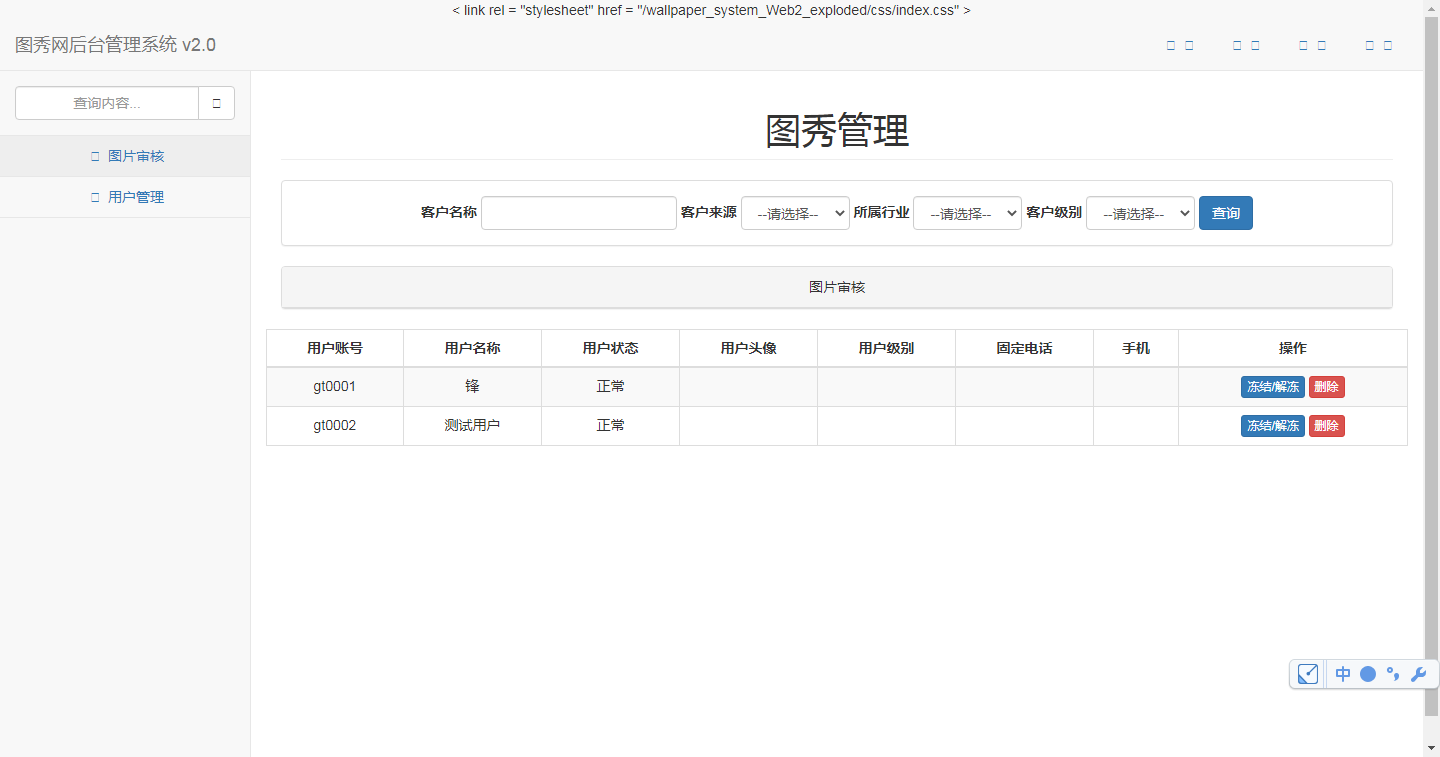 < link rel = "stylesheet" href = "/wallpaper_system_Web2_exploded/css/index.css" >
图秀网后台管理系统 v2.0
查询内容...
图片审核
用户管理
图秀管理
客户名称 客户来源 --请选择-- 所属行业 --请选择-- 客户级别 --请选择-- 查询
图片审核
用户账号 用户名称 用户状态 用户头像 用户级别 固定电话 手机 操作
gt0001 锋 正常 冻结/解冻 删除
gt0002 测试用户 正常 冻结/解冻 删除
中